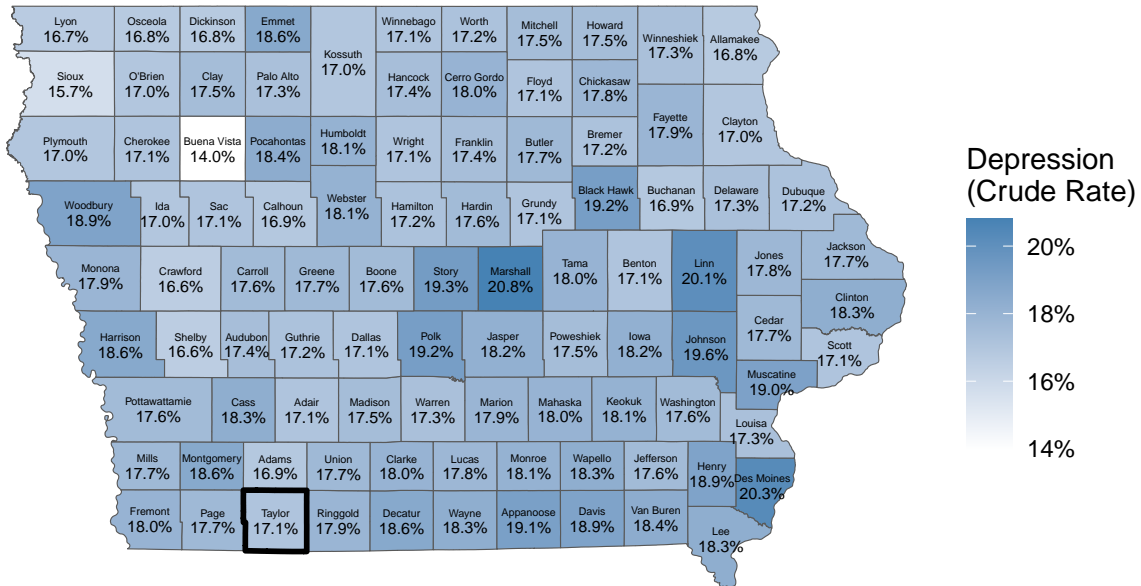 Lyon
16.7%
Osceola
16.8%
Dickinson
16.8%
Emmet
18.6%
Kossuth
17.0%
Winnebago
17.1%
Worth
17.2%
Mitchell
17.5%
Howard
17.5%
Winneshiek
17.3%
Allamakee
16.8%
Sioux
15.7%
O'Brien
17.0%
Clay
17.5%
Palo Alto
17.3%
Hancock
17.4%
Cerro Gordo
18.0%
Floyd
17.1%
Chickasaw
17.8%
Fayette
17.9%
Clayton
17.0%
Plymouth
17.0%
Cherokee
17.1%
Buena Vista
14.0%
Pocahontas
18.4%
Humboldt
18.1%
Wright
17.1%
Franklin
17.4%
Butler
17.7%
Bremer
17.2%
Woodbury
18.9%
Ida
17.0%
Sac
17.1%
Calhoun
16.9%
Webster
18.1%
Hamilton
17.2%
Hardin
17.6%
Grundy
17.1%
Black Hawk
19.2%
Buchanan
16.9%
Delaware
17.3%
Dubuque
17.2%
Monona
17.9%
Crawford
16.6%
Carroll
17.6%
Greene
17.7%
Boone
17.6%
Story
19.3%
Marshall
20.8%
Tama
18.0%
Benton
17.1%
Linn
20.1%
Jones
17.8%
Jackson
17.7%
Clinton
18.3%
Harrison
18.6%
Shelby
16.6%
Audubon
17.4%
Guthrie
17.2%
Dallas
17.1%
Polk
19.2%
Jasper
18.2%
Poweshiek
17.5%
Iowa
18.2%
Johnson
19.6%
Cedar
17.7%
Scott
17.1%
Muscatine
19.0%
Pottawattamie
17.6%
Cass
18.3%
Adair
17.1%
Madison
17.5%
Warren
17.3%
Marion
17.9%
Mahaska
18.0%
Keokuk
18.1%
Washington
17.6%
Louisa
17.3%
Mills
17.7%
Montgomery
18.6%
Adams
16.9%
Union
17.7%
Clarke
18.0%
Lucas
17.8%
Monroe
18.1%
Wapello
18.3%
Jefferson
17.6%
Henry
18.9%
Des Moines
20.3%
Fremont
18.0%
Page
17.7%
Taylor
17.1%
Ringgold
17.9%
Decatur
18.6%
Wayne
18.3%
Appanoose
19.1%
Davis
18.9%
Van Buren
18.4%
Lee
18.3%
Depression
(Crude Rate)
20%
18%
16%
14%